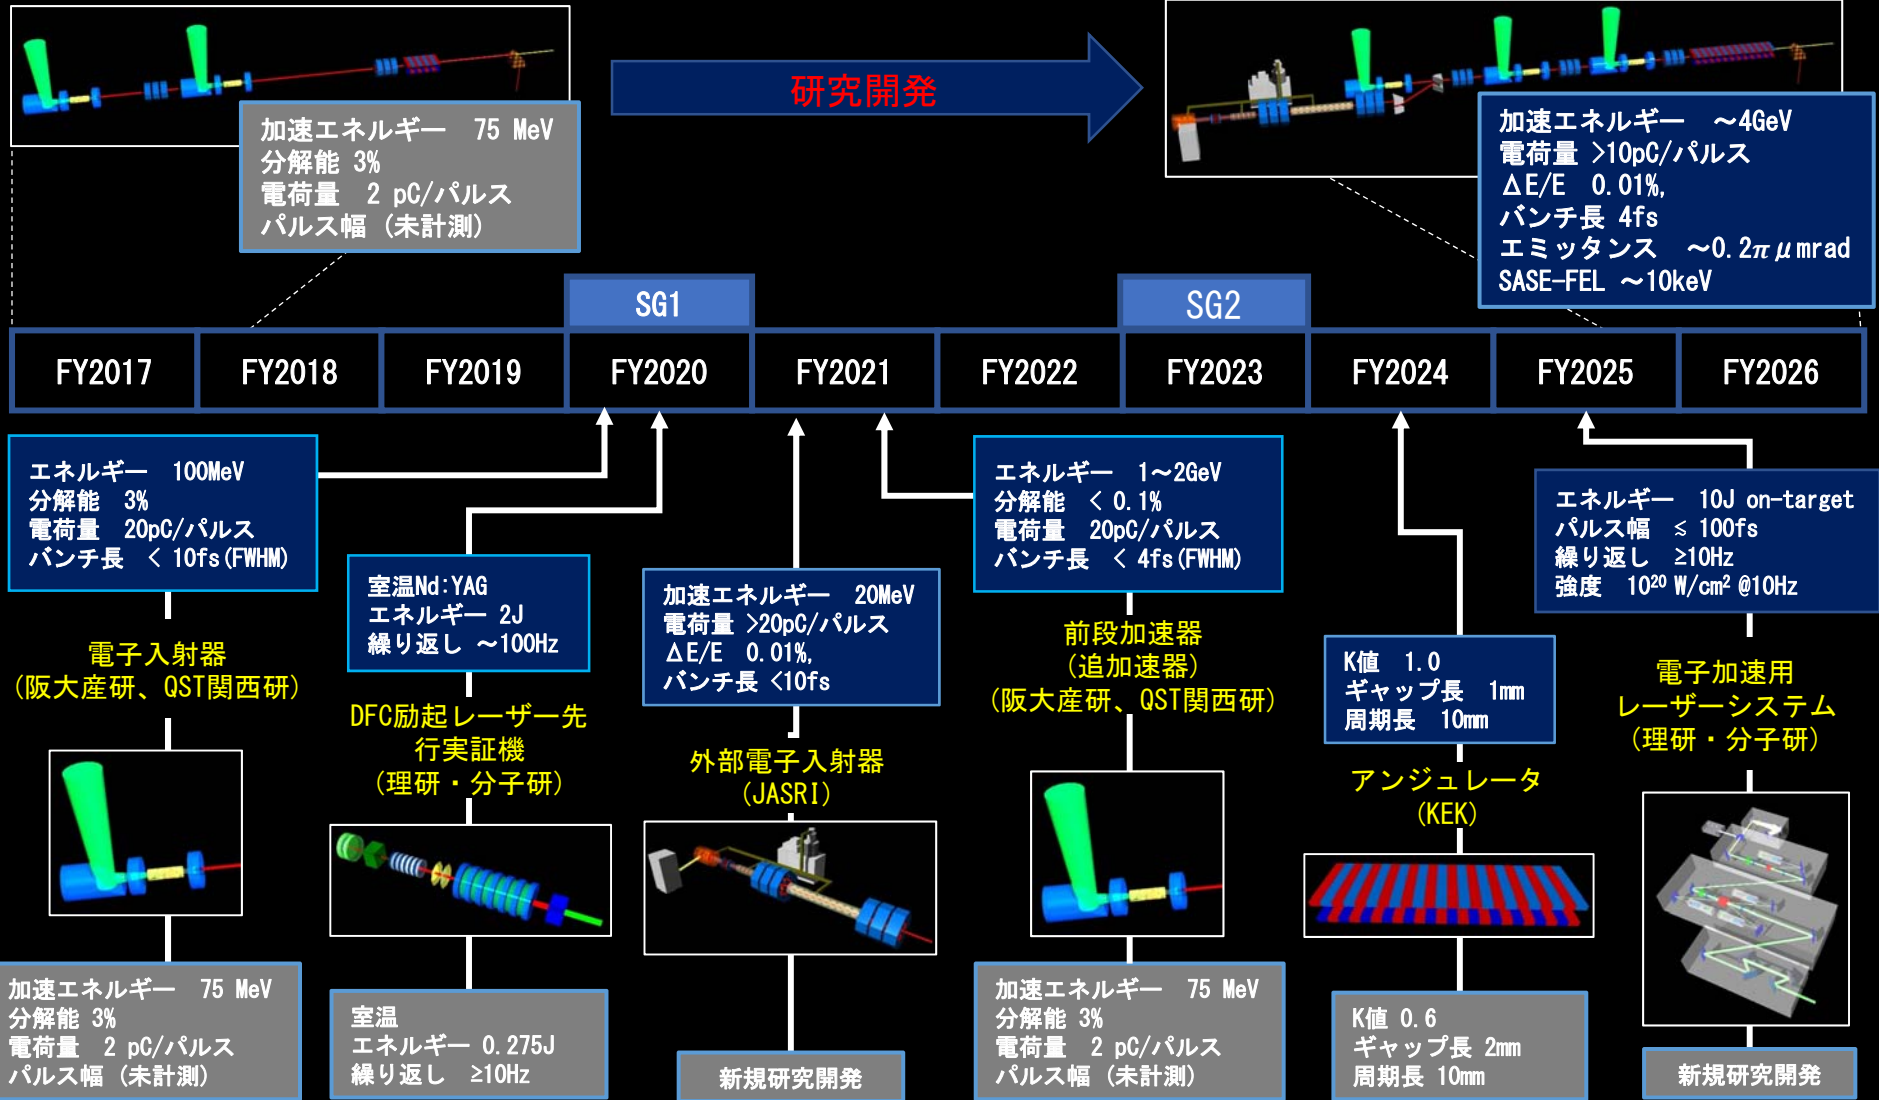 研究開発
加速エネルギー 75 MeV
分解能 3%
電荷量 2 pC/パルス
パルス幅 (未計測)
加速エネルギー ～4GeV
電荷量 >10pC/パルス
ΔE/E 0.01%,
バンチ長 4fs
エミッタンス ～0.2πμmrad
SASE-FEL ～10keV
SG1
SG2
FY2017
FY2018
FY2019
FY2020
FY2021
FY2022
FY2023
FY2024
FY2025
FY2026
エネルギー 100MeV
分解能 3%
電荷量 20pC/パルス
バンチ長 < 10fs(FWHM)
電子入射器
(阪大産研、QST関西研)
加速エネルギー 75 MeV
分解能 3%
電荷量 2 pC/パルス
パルス幅 (未計測)
室温Nd:YAG
エネルギー 2J
繰り返し ～100Hz
DFC励起レーザー先
行実証機
(理研・分子研)
室温
エネルギー 0.275J
繰り返し ≥10Hz
加速エネルギー 20MeV
電荷量 >20pC/パルス
ΔE/E 0.01%,
バンチ長 <10fs
外部電子入射器
(JASRI)
新規研究開発
エネルギー 1～2GeV
分解能 < 0.1%
電荷量 20pC/パルス
バンチ長 < 4fs(FWHM)
前段加速器
(追加速器)
(阪大産研、QST関西研)
加速エネルギー 75 MeV
分解能 3%
電荷量 2 pC/パルス
パルス幅 (未計測)
K値 1.0
ギャップ長 1mm
周期長 10mm
アンジュレータ
(KEK)
K値 0.6
ギャップ長 2mm
周期長 10mm
エネルギー 10J on-target
パルス幅 ≲ 100fs
繰り返し ≥10Hz
強度 10²⁰ W/cm² @10Hz
電子加速用
レーザーシステム
(理研・分子研)
新規研究開発